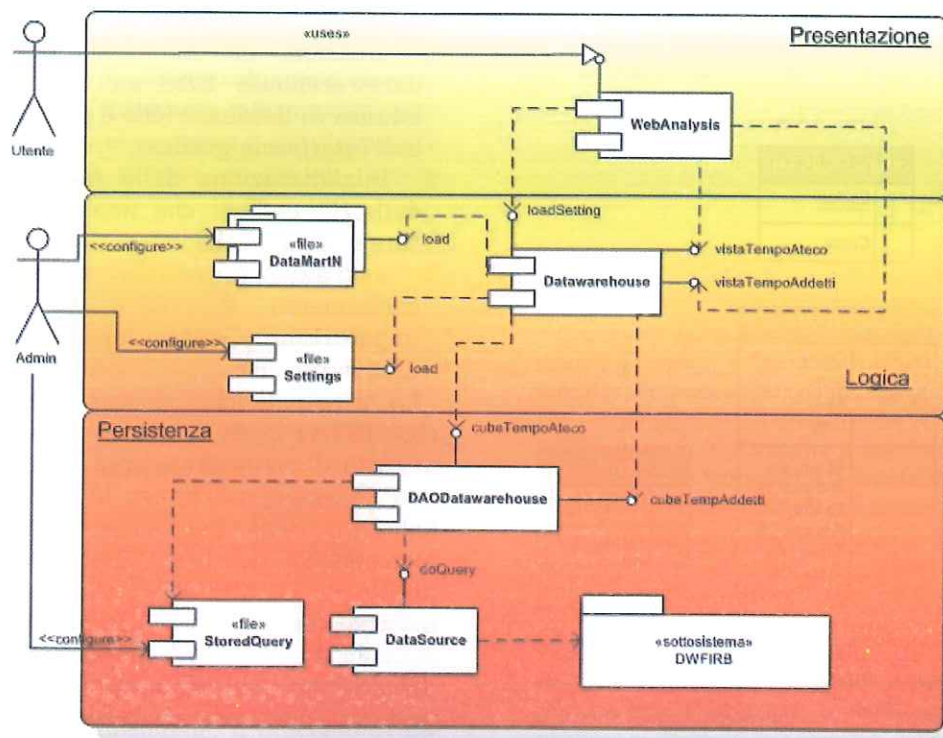 «uses»
Presentazione
WebAnalysis
Utente
loadSetting
<<configure>>
«file»
DataMartN
load
vistaTempoAteco
Datawarehouse
vistaTempoAddetti
<<configure>>
Admin
«file»
Settings
load
Logica
Persistenza
cubeTempoAteco
DAODatawarehouse
cubeTempAddetti
doQuery
<<configure>>
«file»
StoredQuery
DataSource
«sottosistema»
DWFIRB